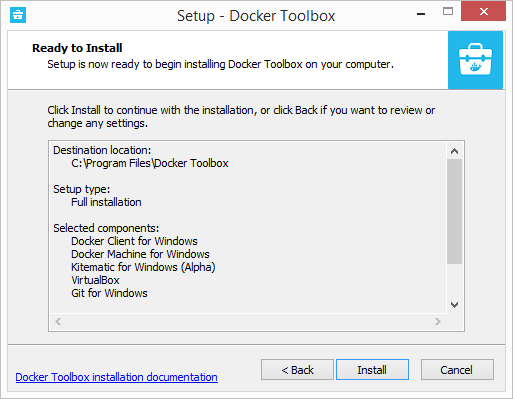 Setup - Docker Toolbox
Ready to Install
Setup is now ready to begin installing Docker Toolbox on your computer.
Click Install to continue with the installation, or click Back if you want to review or
change any settings.
Destination location:
C:\Program Files\Docker Toolbox
Setup type:
Full installation
Selected components:
Docker Client for Windows
Docker Machine for Windows
Kitematic for Windows (Alpha)
VirtualBox
Git for Windows
Docker Toolbox installation documentation
< Back
Install
Cancel